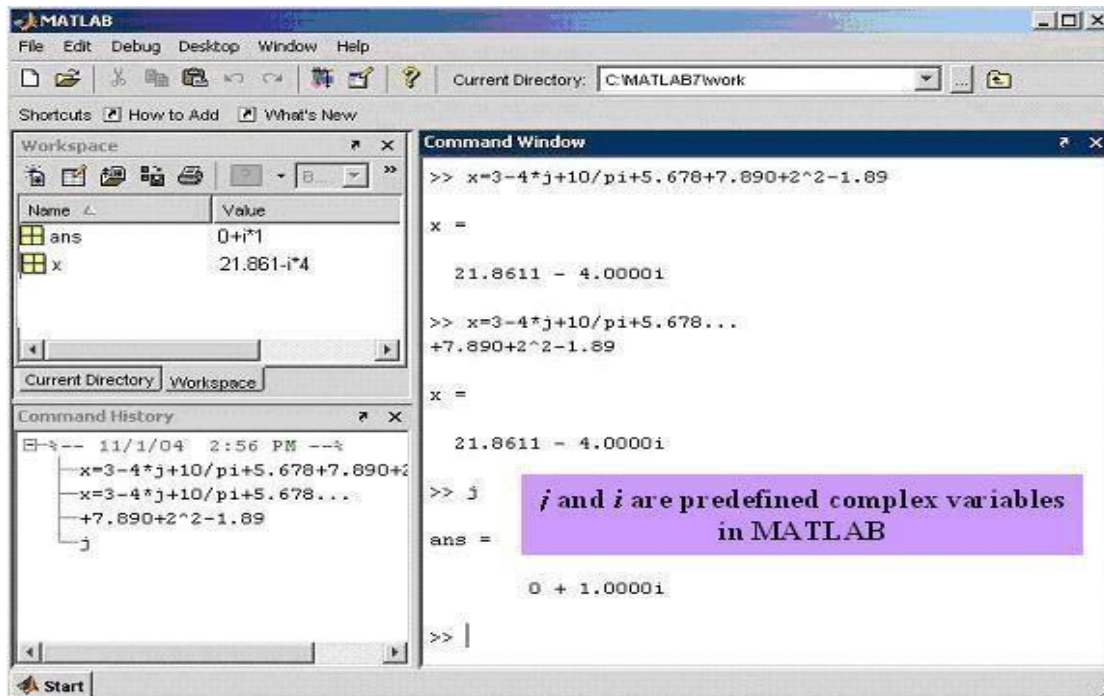 MATLAB
File Edit Debug Desktop Window Help
Current Directory: C:\MATLAB7\work
Shortcuts How to Add What's New
Workspace
B...
Name Value
ans 0+i*1
x 21.861-i*4
Current Directory Workspace
Command History
%-- 11/1/04 2:56 PM --%
x=3-4*j+10/pi+5.678+7.890+2
x=3-4*j+10/pi+5.678...
+7.890+2^2-1.89
j
Command Window
>> x=3-4*j+10/pi+5.678+7.890+2^2-1.89
x =
21.8611 - 4.0000i
>> x=3-4*j+10/pi+5.678...
+7.890+2^2-1.89
x =
21.8611 - 4.0000i
>> j
j and i are predefined complex variables
in MATLAB
ans =
0 + 1.0000i
>>
Start